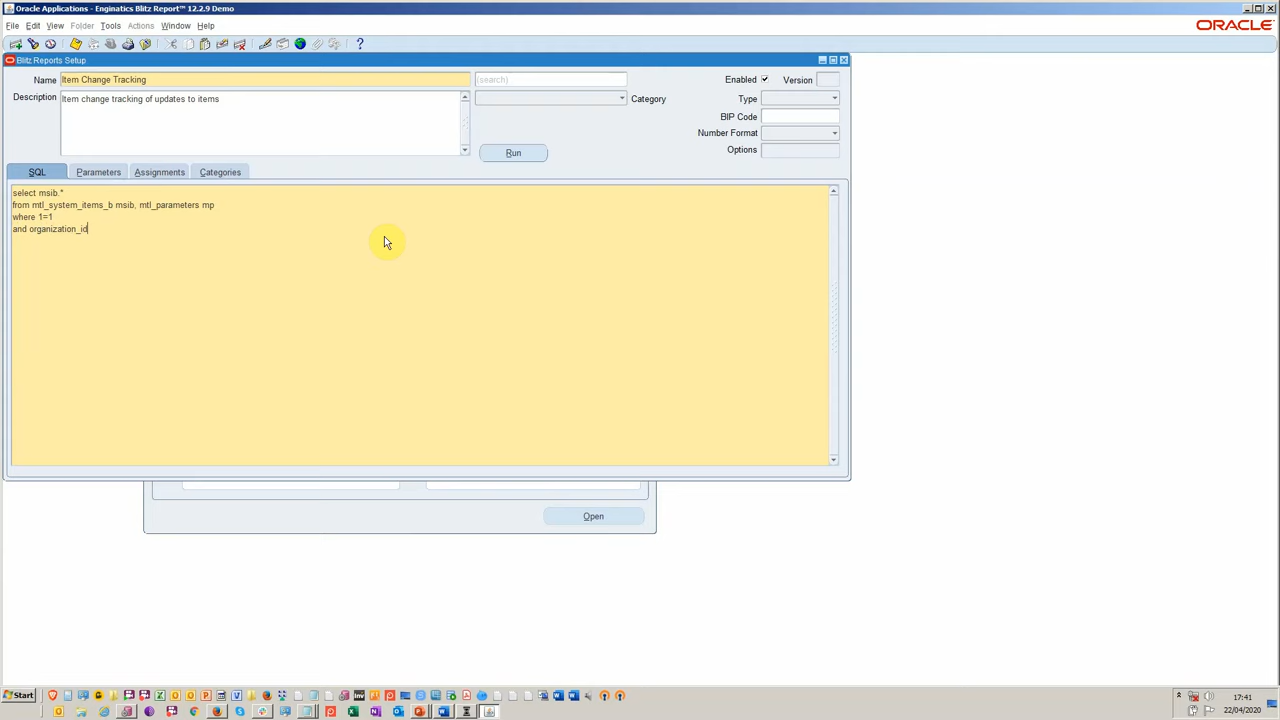 Oracle Applications - Enginatics Blitz Report™ 12.2.9 Demo
File Edit View Folder Tools Actions Window Help
ORACLE
Blitz Reports Setup
Name Item Change Tracking (search) Enabled Version
Description Item change tracking of updates to items Category Type
BIP Code
Number Format
Options
Run
SQL Parameters Assignments Categories
select msib.*
from mtl_system_items_b msib, mtl_parameters mp
where 1=1
and organization_id
Open
Start
17:41
22/04/2020